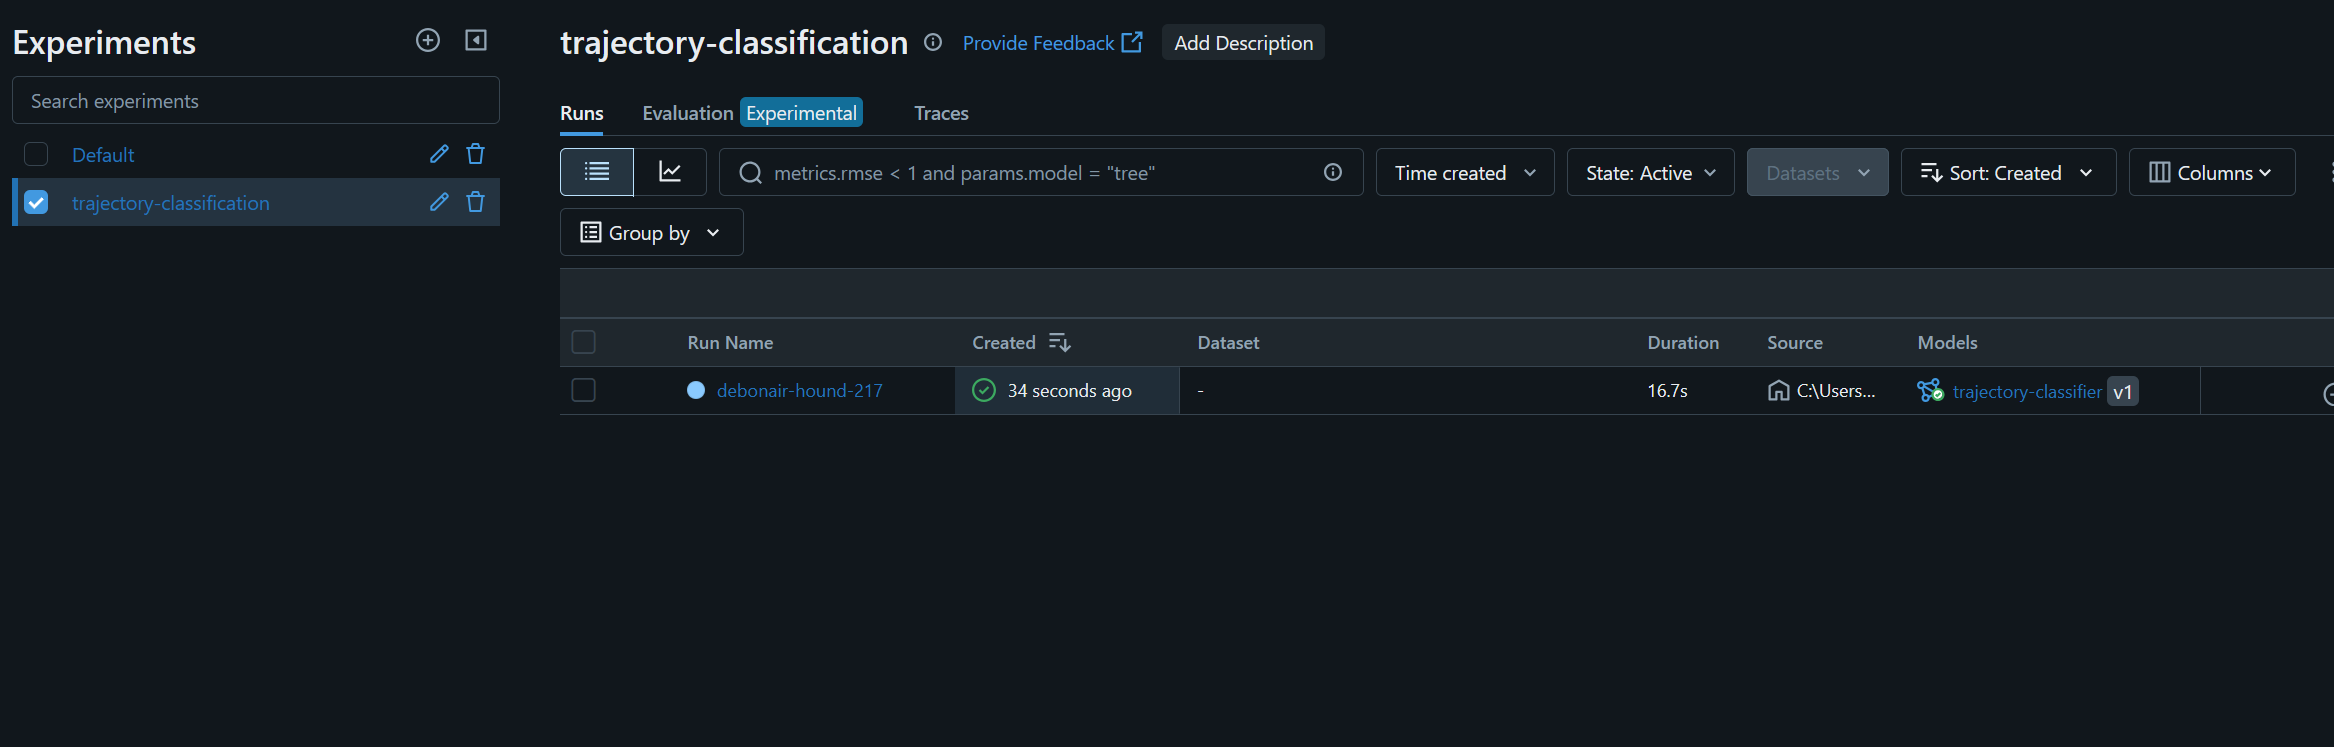 Experiments
Search experiments
Default
trajectory-classification
trajectory-classification Provide Feedback Add Description
Runs Evaluation Experimental Traces
metrics.rmse < 1 and params.model = "tree" Time created State: Active Datasets Sort: Created Columns
Group by
Run Name Created Dataset Duration Source Models
debonair-hound-217 34 seconds ago - 16.7s C:\Users... trajectory-classifier v1